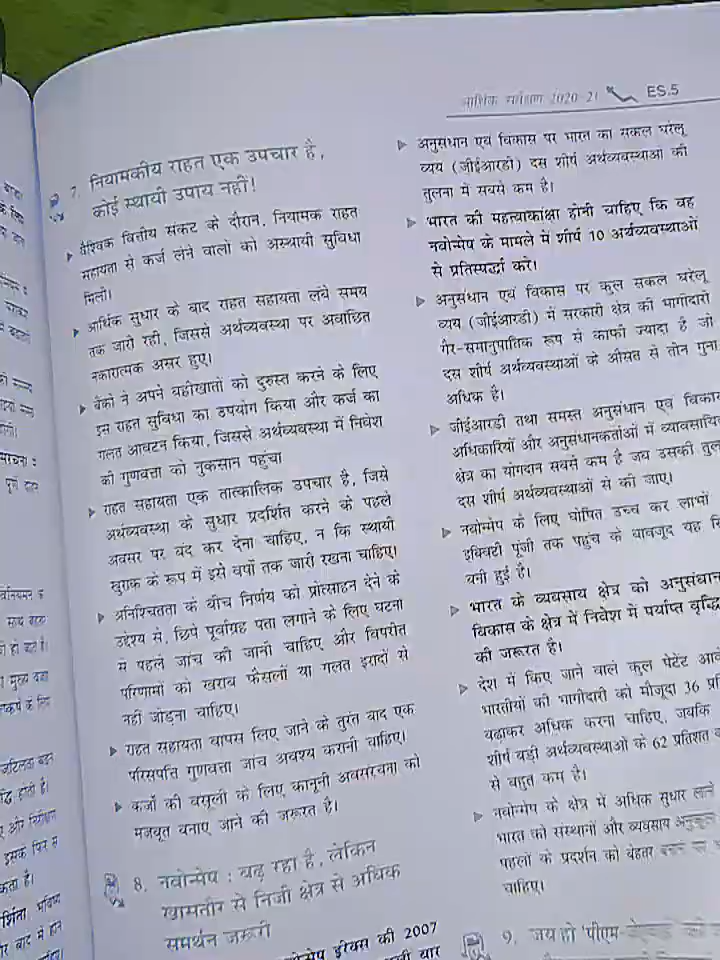 आर्थिक सर्वेक्षण 2020-21
ES.5
7. नियामकीय राहत एक उपचार है,
कोई स्थायी उपाय नहीं!
वैश्विक वित्तीय संकट के दौरान, नियामक राहत
सहायता से कर्ज लेने वालों को अस्थायी सुविधा
मिली।
आर्थिक सुधार के बाद राहत सहायता लंबे समय
तक जारी रही, जिससे अर्थव्यवस्था पर अवांछित
नकारात्मक असर हुए।
बैंकों ने अपने बहीखातों को दुरुस्त करने के लिए
इस राहत सुविधा का उपयोग किया और कर्ज का
गलत आवंटन किया, जिससे अर्थव्यवस्था में निवेश
की गुणवत्ता को नुकसान पहुंचा
राहत सहायता एक तात्कालिक उपचार है, जिसे
अर्थव्यवस्था के सुधार प्रदर्शित करने के पहले
अवसर पर बंद कर देना चाहिए, न कि स्थायी
खुराक के रूप में इसे वर्षों तक जारी रखना चाहिए।
अनिश्चितता के बीच निर्णय को प्रोत्साहन देने के
उद्देश्य से, छिपे पूर्वाग्रह पता लगाने के लिए घटना
से पहले जांच की जानी चाहिए और विपरीत
परिणामों को खराब फैसलों या गलत इरादों से
नहीं जोड़ना चाहिए।
राहत सहायता वापस लिए जाने के तुरंत बाद एक
परिसंपत्ति गुणवत्ता जांच अवश्य करानी चाहिए।
कर्जों की वसूली के लिए कानूनी अवसंरचना को
मजबूत बनाए जाने की जरूरत है।
8. नवोन्मेष : बढ़ रहा है, लेकिन
खासतौर से निजी क्षेत्र से अधिक
समर्थन जरूरी
इंडेक्स की 2007
अनुसंधान एवं विकास पर भारत का सकल घरेलू
व्यय (जीईआरडी) दस शीर्ष अर्थव्यवस्थाओं की
तुलना में सबसे कम है।
भारत की महत्वाकांक्षा होनी चाहिए कि वह
नवोन्मेष के मामले में शीर्ष 10 अर्थव्यवस्थाओं
से प्रतिस्पर्द्धा करे।
अनुसंधान एवं विकास पर कुल सकल घरेलू
व्यय (जीईआरडी) में सरकारी क्षेत्र की भागीदारी
गैर-समानुपातिक रूप से काफी ज्यादा है जो
दस शीर्ष अर्थव्यवस्थाओं के औसत से तीन गुना
अधिक है।
जीईआरडी तथा समस्त अनुसंधान एवं विकास
अधिकारियों और अनुसंधानकर्ताओं में व्यावसायि
क्षेत्र का योगदान सबसे कम है जब उसकी तुल
दस शीर्ष अर्थव्यवस्थाओं से की जाए।
नवोन्मेष के लिए घोषित उच्च कर लाभों
इक्विटी पूंजी तक पहुंच के बावजूद यह
बनी हुई है।
भारत के व्यवसाय क्षेत्र को अनुसंधान
विकास के क्षेत्र में निवेश में पर्याप्त वृद्धि
की जरूरत है।
देश में किए जाने वाले कुल पेटेंट
भारतीयों की भागीदारी को मौजूदा 36 प्र
बढ़ाकर अधिक करना चाहिए, जबकि
शीर्ष बड़ी अर्थव्यवस्थाओं के 62 प्रतिशत
से बहुत कम है।
नवोन्मेष के क्षेत्र में अधिक सुधार लाने
भारत को संस्थानों और व्यवसाय अनुकूल
पहलों के प्रदर्शन को बेहतर
चाहिए।
9. जय हो 'पीएम